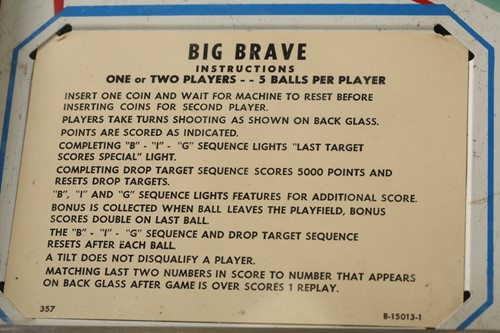 BIG BRAVE
INSTRUCTIONS
ONE or TWO PLAYERS - - 5 BALLS PER PLAYER
INSERT ONE COIN AND WAIT FOR MACHINE TO RESET BEFORE
INSERTING COINS FOR SECOND PLAYER.
PLAYERS TAKE TURNS SHOOTING AS SHOWN ON BACK GLASS.
POINTS ARE SCORED AS INDICATED.
COMPLETING "B" - "I" - "G" SEQUENCE LIGHTS "LAST TARGET
SCORES SPECIAL" LIGHT.
COMPLETING DROP TARGET SEQUENCE SCORES 5000 POINTS AND
RESETS DROP TARGETS.
"B", "I" AND "G" SEQUENCE LIGHTS FEATURES FOR ADDITIONAL SCORE.
BONUS IS COLLECTED WHEN BALL LEAVES THE PLAYFIELD, BONUS
SCORES DOUBLE ON LAST BALL.
THE "B" - "I" - "G" SEQUENCE AND DROP TARGET SEQUENCE
RESETS AFTER EACH BALL.
A TILT DOES NOT DISQUALIFY A PLAYER.
MATCHING LAST TWO NUMBERS IN SCORE TO NUMBER THAT APPEARS
ON BACK GLASS AFTER GAME IS OVER SCORES 1 REPLAY.
357
B-15013-1